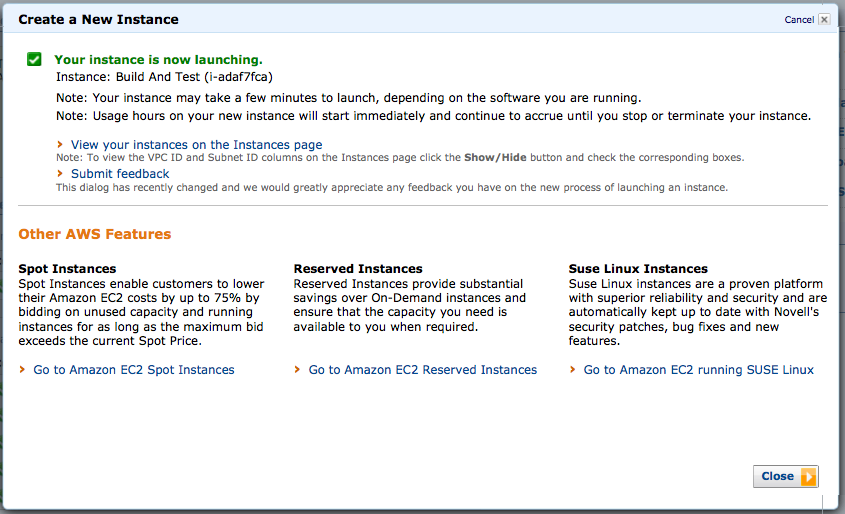 Create a New Instance
Cancel
Your instance is now launching.
Instance: Build And Test (i-adaf7fca)
Note: Your instance may take a few minutes to launch, depending on the software you are running.
Note: Usage hours on your new instance will start immediately and continue to accrue until you stop or terminate your instance.
View your instances on the Instances page
Note: To view the VPC ID and Subnet ID columns on the Instances page click the Show/Hide button and check the corresponding boxes.
Submit feedback
This dialog has recently changed and we would greatly appreciate any feedback you have on the new process of launching an instance.
Other AWS Features
Spot Instances
Spot Instances enable customers to lower
their Amazon EC2 costs by up to 75% by
bidding on unused capacity and running
instances for as long as the maximum bid
exceeds the current Spot Price.
Go to Amazon EC2 Spot Instances
Reserved Instances
Reserved Instances provide substantial
savings over On-Demand instances and
ensure that the capacity you need is
available to you when required.
Go to Amazon EC2 Reserved Instances
Suse Linux Instances
Suse Linux instances are a proven platform
with superior reliability and security and are
automatically kept up to date with Novell's
security patches, bug fixes and new
features.
Go to Amazon EC2 running SUSE Linux
Close